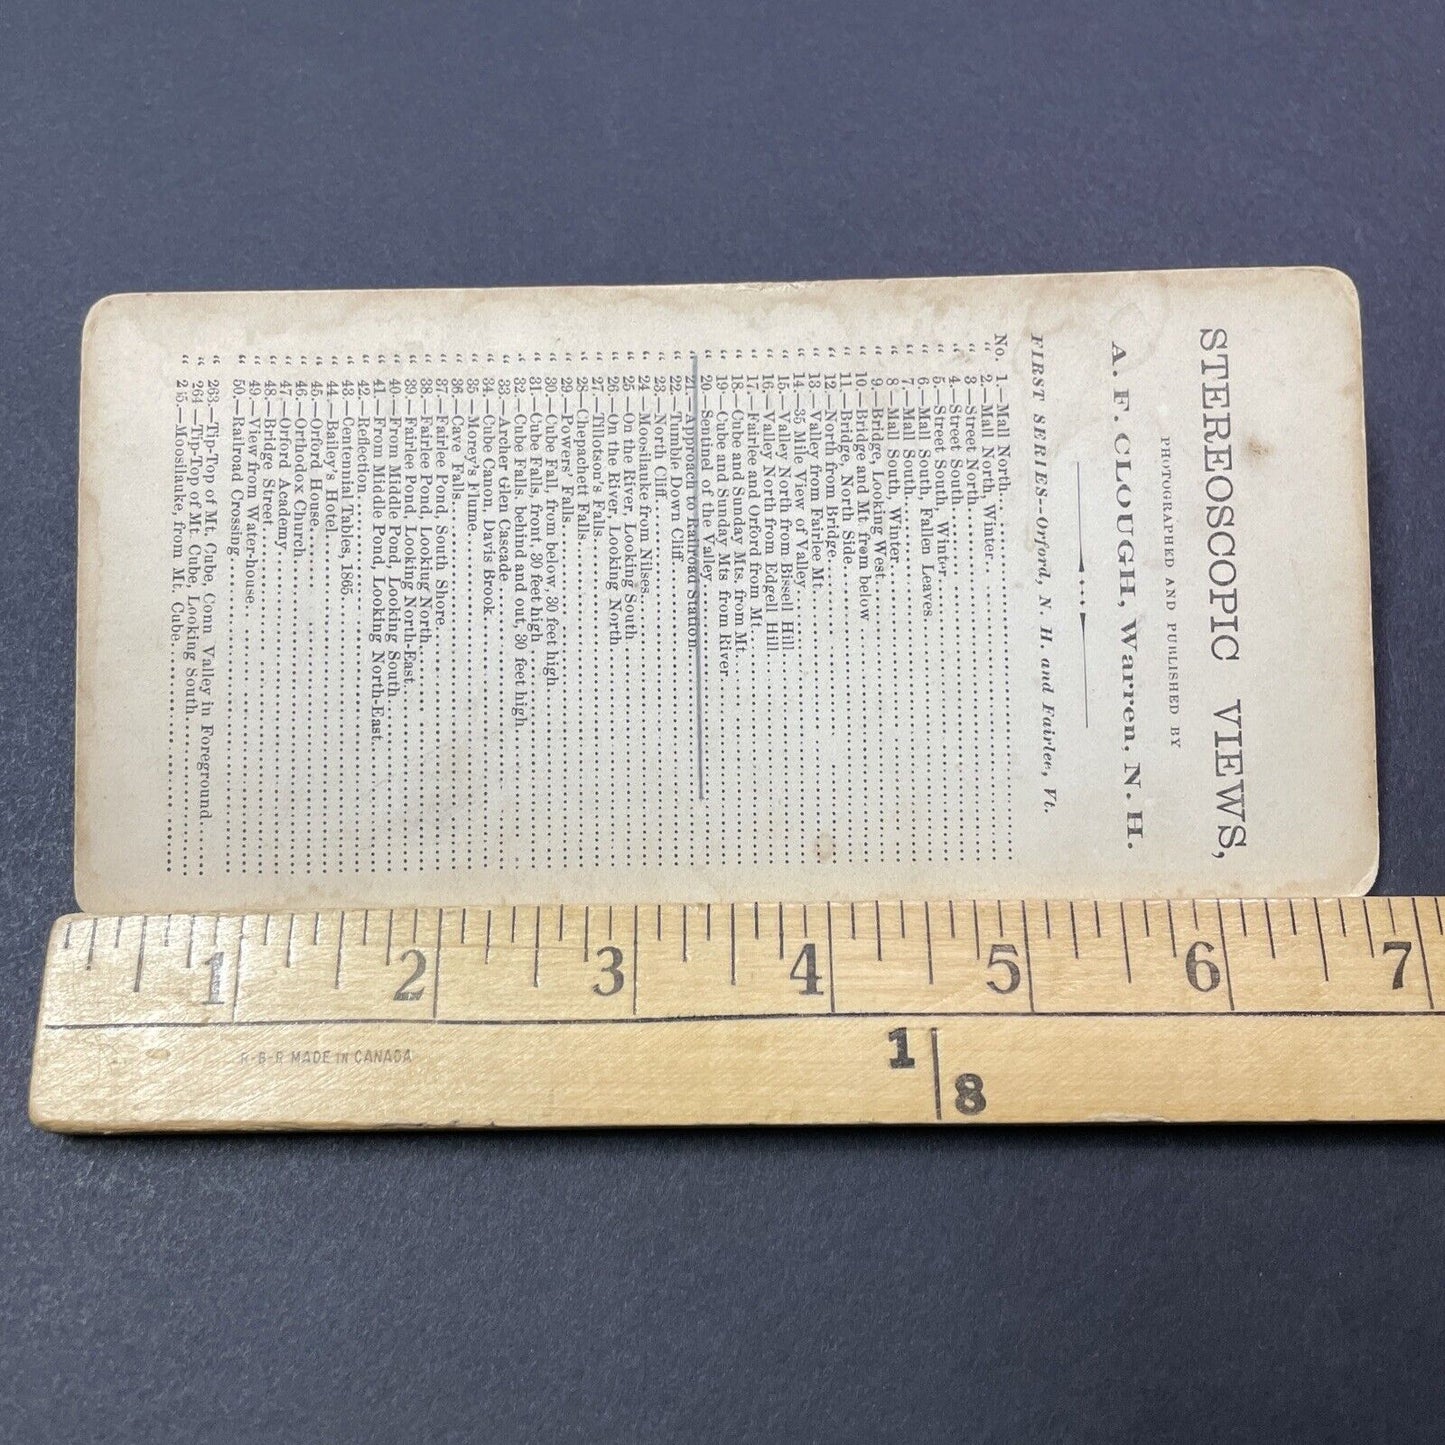 STEREOSCOPIC VIEWS,
PHOTOGRAPHED AND PUBLISHED BY
A. F. CLOUGH, Warren, N. H.
FIRST SERIES--Orford, N. H. and Fairlee, Vt.
No. 1.—Mall North
" 2.—Mall North, Winter
" 3—Street North
" 4.—Street South
" 5.—Street South, Winter
" 6.—Mall South, Fallen Leaves
" 7.—Mall South
" 8—Mall South, Winter
" 9.—Bridge, Looking West
" 10.—Bridge and Mt from below
" 11—Bridge, North Side
" 12.—North from Bridge
" 13.—Valley from Fairlee Mt.
" 14.—35 Mile View of Valley
" 15.—Valley North from Bissell Hill
" 16.—Valley North from Edgell Hill
" 17.—Fairlee and Orford from Mt
" 18.—Cube and Sunday Mts. from Mt.
" 19.—Cube and Sunday Mts from River
" 20.—Sentinel of the Valley
" 21.—Approach to Railroad Station
" 22.—Tumble Down Cliff
" 23.—North Cliff
" 24—Moosilauke from Nilses
" 25—On the River, Looking South
" 26.—On the River, Looking North
" 27.—Tillotson's Falls
" 28—Chepachett Falls
" 29.—Powers' Falls
" 30—Cube Fall, from below 30 feet high
" 31—Cube Falls, front, 30 feet high
" 32.—Cube Falls, behind and out, 30 feet high
" 33.—Archer Glen Cascade
" 34.—Cube Canon, Davis Brook
" 35.—Morey's Flume
" 36.—Cave Falls
" 37.—Fairlee Pond, South Shore
" 38.—Fairlee Pond, Looking North
" 39.—Fairlee Pond, Looking North-East
" 40.—From Middle Pond, Looking South
" 41.—From Middle Pond, Looking North-East
" 42.—Reflection
" 43—Centennial Tables, 1865
" 44.—Bailey's Hotel
" 45.—Orford House
" 46.—Orthodox Church
" 47.—Orford Academy
" 48—Bridge Street
" 49.—View from Water-house
" 50.—Railroad Crossing
" 263—Tip-Top of Mt. Cube, Conn Valley in Foreground
" 264—Tip-Top of Mt. Cube, Looking South
" 2 5.—Moosilauke, from Mt. Cube
1 2 3 4 5 6 7
R-B-R MADE IN CANADA
1
8